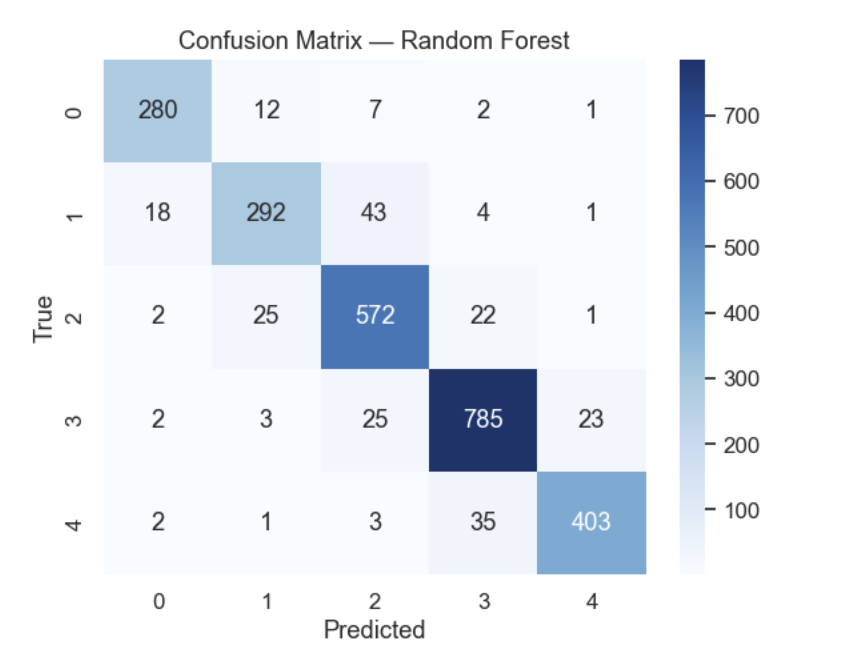 Confusion Matrix — Random Forest
True
0 280 12 7 2 1
1 18 292 43 4 1
2 2 25 572 22 1
3 2 3 25 785 23
4 2 1 3 35 403
0 1 2 3 4
Predicted
700
600
500
400
300
200
100